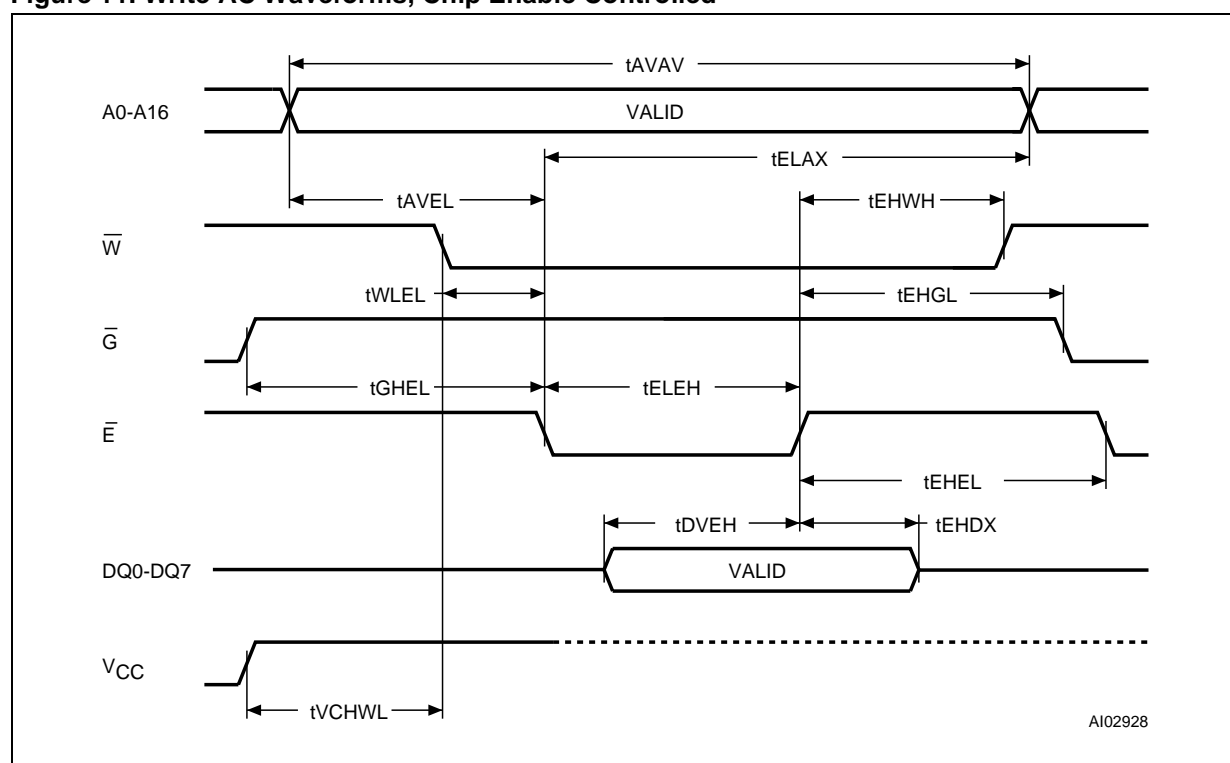 Figure 11. Write AC Waveforms, Chip Enable Controlled
tAVAV
A0-A16
VALID
tELAX
tAVEL
tEHWH
W̅
tWLEL
tEHGL
G̅
tGHEL
tELEH
E̅
tEHEL
tDVEH
tEHDX
DQ0-DQ7
VALID
VCC
tVCHWL
AI02928